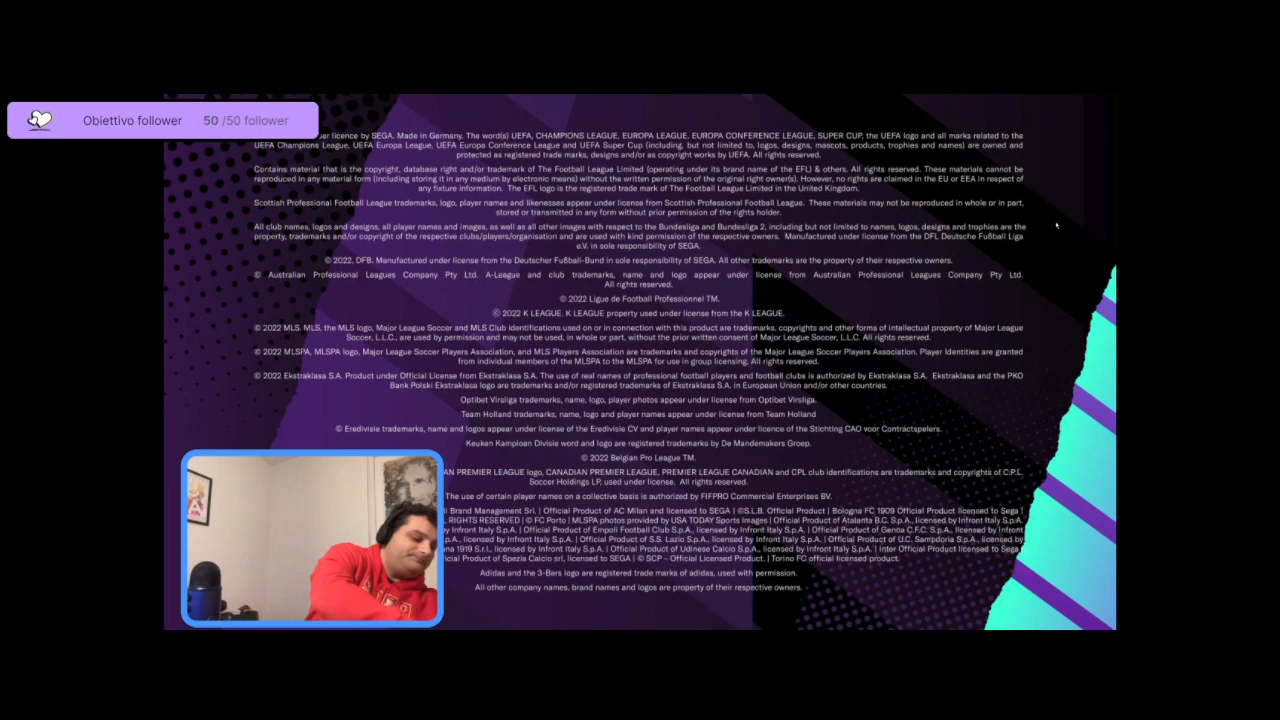 Obiettivo follower 50 /50 follower
er licence by SEGA. Made in Germany. The word(s) UEFA, CHAMPIONS LEAGUE, EUROPA LEAGUE, EUROPA CONFERENCE LEAGUE, SUPER CUP, the UEFA logo and all marks related to the
UEFA Champions League, UEFA Europa League, UEFA Europa Conference League and UEFA Super Cup (including, but not limited to, logos, designs, mascots, products, trophies and names) are owned and
protected as registered trade marks, designs and/or as copyright works by UEFA. All rights reserved.
Contains material that is the copyright, database right and/or trademark of The Football League Limited (operating under its brand name of the EFL) & others. All rights reserved. These materials cannot be
reproduced in any material form (including storing it in any medium by electronic means) without the written permission of the original right owner(s). However, no rights are claimed in the EU or EEA in respect of
any fixture information. The EFL logo is the registered trade mark of The Football League Limited in the United Kingdom.
Scottish Professional Football League trademarks, logo, player names and likenesses appear under license from Scottish Professional Football League. These materials may not be reproduced in whole or in part,
stored or transmitted in any form without prior permission of the rights holder.
All club names, logos and designs, all player names and images, as well as all other images with respect to the Bundesliga and Bundesliga 2, including but not limited to names, logos, designs and trophies are the
property, trademarks and/or copyright of the respective clubs/players/organisation and are used with kind permission of the respective owners. Manufactured under license from the DFL Deutsche Fußball Liga
e.V. in sole responsibility of SEGA.
© 2022, DFB. Manufactured under license from the Deutscher Fußball-Bund in sole responsibility of SEGA. All other trademarks are the property of their respective owners.
© Australian Professional Leagues Company Pty Ltd. A-League and club trademarks, name and logo appear under license from Australian Professional Leagues Company Pty Ltd.
All rights reserved.
© 2022 Ligue de Football Professionnel TM.
ⓒ 2022 K LEAGUE. K LEAGUE property used under license from the K LEAGUE.
© 2022 MLS. MLS, the MLS logo, Major League Soccer and MLS Club identifications used on or in connection with this product are trademarks, copyrights and other forms of intellectual property of Major League
Soccer, L.L.C., are used by permission and may not be used, in whole or part, without the prior written consent of Major League Soccer, L.L.C. All rights reserved.
© 2022 MLSPA, MLSPA logo, Major League Soccer Players Association, and MLS Players Association are trademarks and copyrights of the Major League Soccer Players Association. Player Identities are granted
from individual members of the MLSPA to the MLSPA for use in group licensing. All rights reserved.
© 2022 Ekstraklasa S.A. Product under Official License from Ekstraklasa S.A. The use of real names of professional football players and football clubs is authorized by Ekstraklasa S.A. Ekstraklasa and the PKO
Bank Polski Ekstraklasa logo are trademarks and/or registered trademarks of Ekstraklasa S.A. in European Union and/or other countries.
Optibet Virsliga trademarks, name, logo, player photos appear under license from Optibet Virsliga.
Team Holland trademarks, name, logo and player names appear under license from Team Holland
© Eredivisie trademarks, name and logos appear under license of the Eredivisie CV and player names appear under licence of the Stichting CAO voor Contractspelers.
Keuken Kampioen Divisie word and logo are registered trademarks by De Mandemakers Groep.
© 2022 Belgian Pro League TM.
AN PREMIER LEAGUE logo, CANADIAN PREMIER LEAGUE, PREMIER LEAGUE CANADIAN and CPL club identifications are trademarks and copyrights of C.P.L.
Soccer Holdings LP, used under license. All rights reserved.
The use of certain player names on a collective basis is authorized by FIFPRO Commercial Enterprises BV.
li Brand Management Srl. | Official Product of AC Milan and licensed to SEGA | ©S.L.B. Official Product | Bologna FC 1909 Official Product licensed to Sega |
L RIGHTS RESERVED | © FC Porto | MLSPA photos provided by USA TODAY Sports Images | Official Product of Atalanta B.C. S.p.A., licensed by Infront Italy S.p.A.
by Infront Italy S.p.A. | Official Product of Empoli Football Club S.p.A., licensed by Infront Italy S.p.A. | Official Product of Genoa C.F.C. S.p.A., licensed
p.A., licensed by Infront Italy S.p.A. | Official Product of S.S. Lazio S.p.A., licensed by Infront Italy S.p.A. | Official Product of U.C. Sampdoria S.p.A., licensed by
na 1919 S.r.l., licensed by Infront Italy S.p.A. | Official Product of Udinese Calcio S.p.A., licensed by Infront Italy S.p.A. | Inter Official Product licensed to Sega
icial Product of Spezia Calcio srl, licensed to SEGA | © SCP – Official Licensed Product. | Torino FC official licensed product.
Adidas and the 3-Bars logo are registered trade marks of adidas, used with permission.
All other company names, brand names and logos are property of their respective owners.